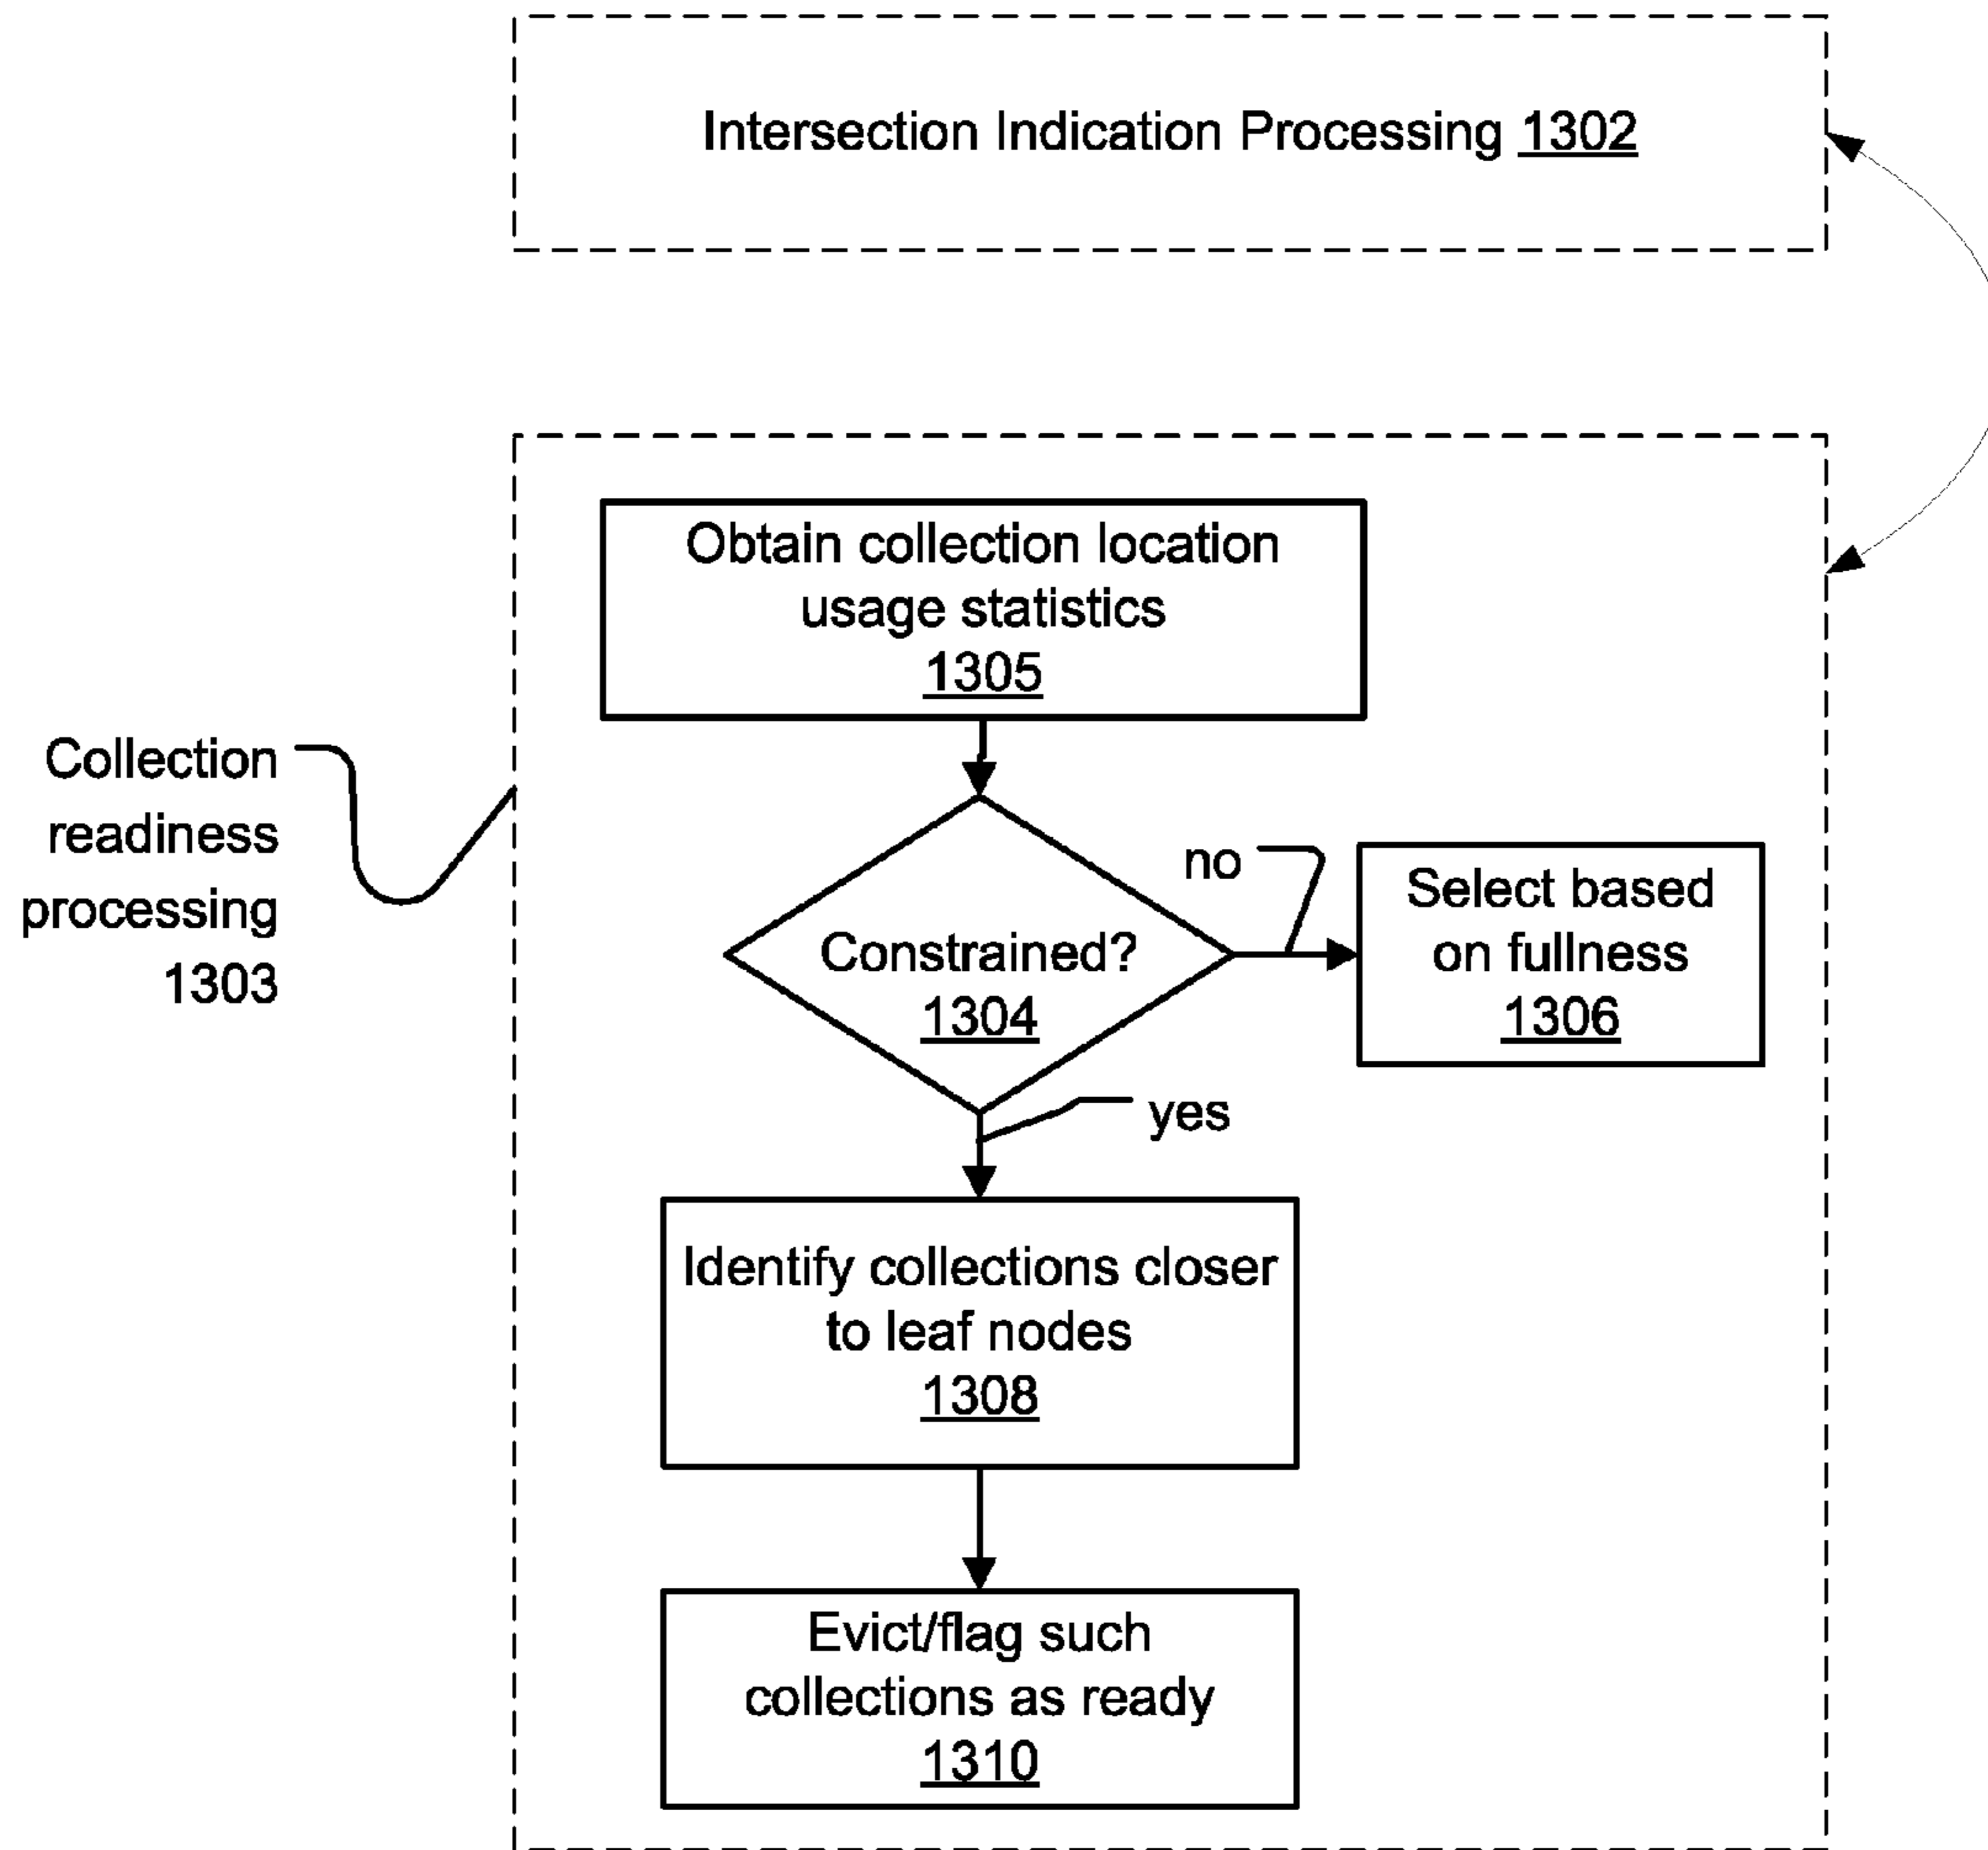 Intersection Indication Processing 1302
Obtain collection location
usage statistics
1305
Collection
readiness
processing
1303
Constrained?
1304
no
Select based
on fullness
1306
yes
Identify collections closer
to leaf nodes
1308
Evict/flag such
collections as ready
1310